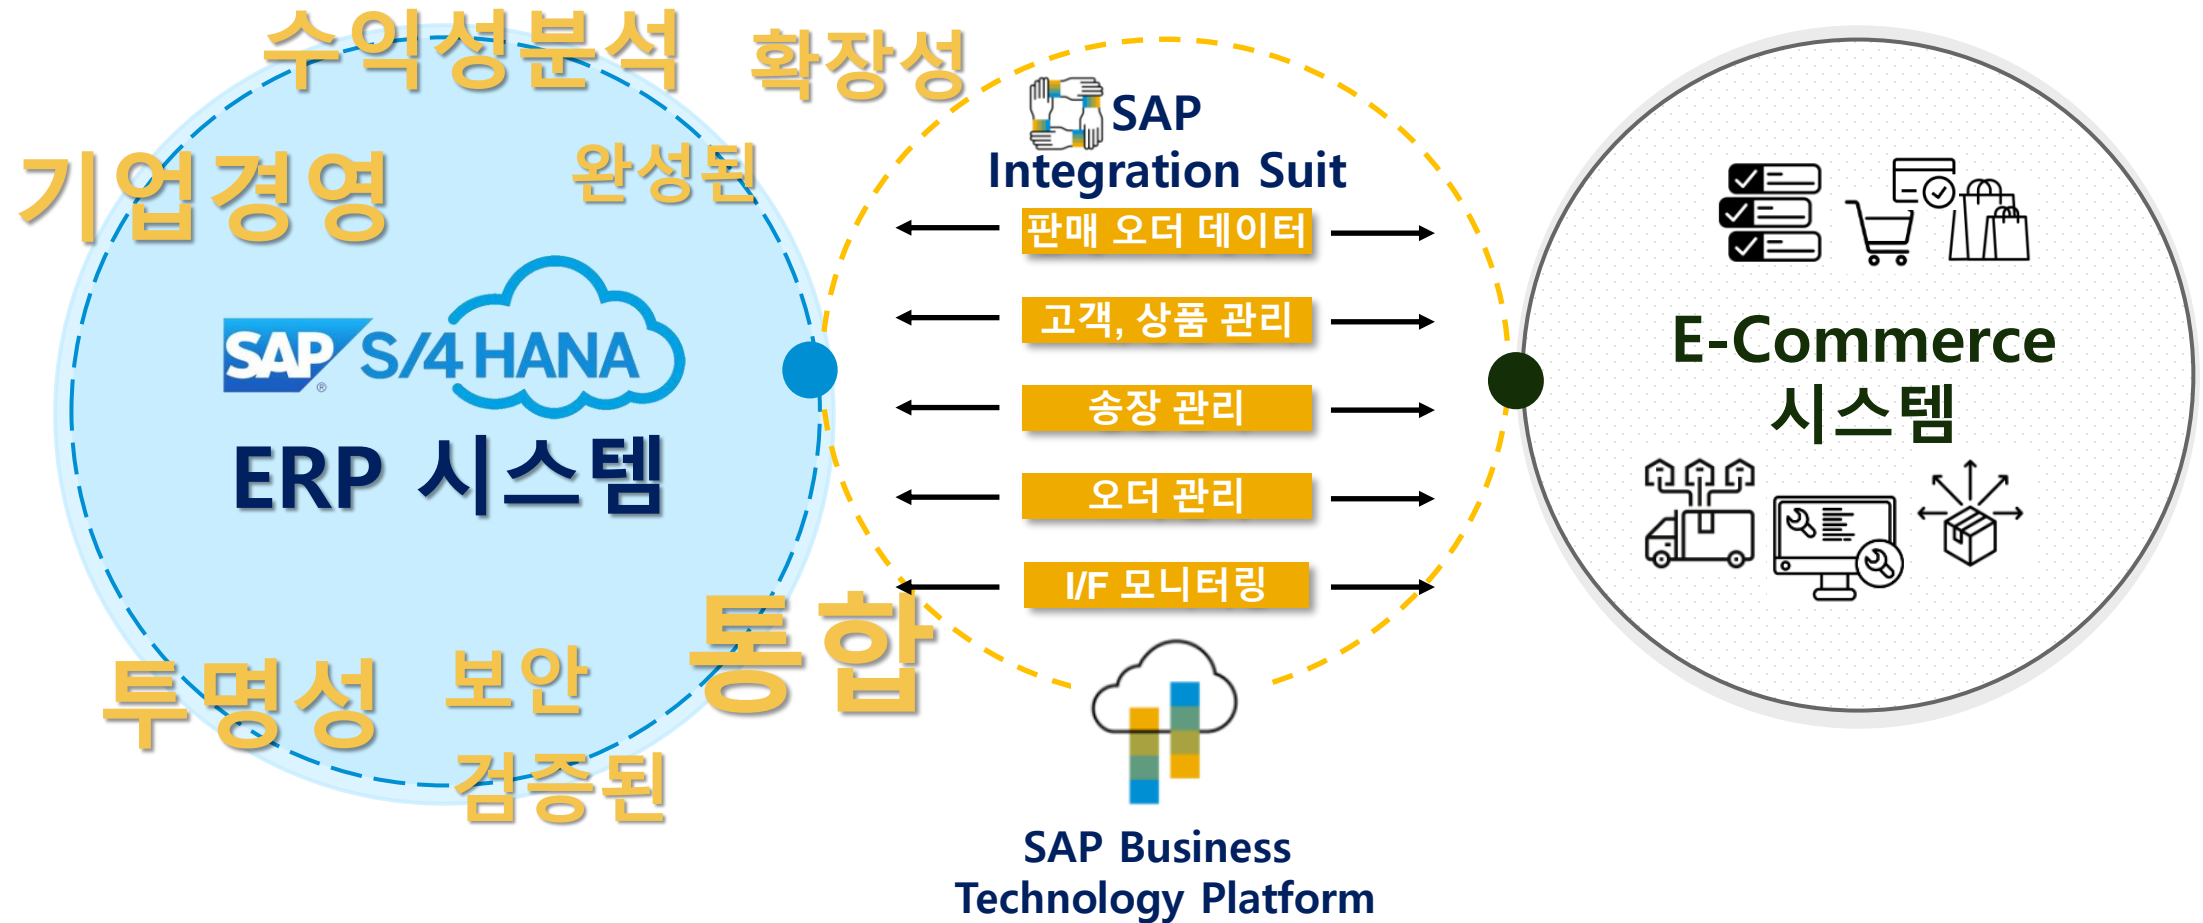 수익성분석
확장성
기업경영
완성된
SAP
®
S/4 HANA
ERP 시스템
투명성
보안
통합
검증된
SAP
Integration Suit
판매 오더 데이터
고객, 상품 관리
송장 관리
오더 관리
I/F 모니터링
SAP Business
Technology Platform
E-Commerce
시스템